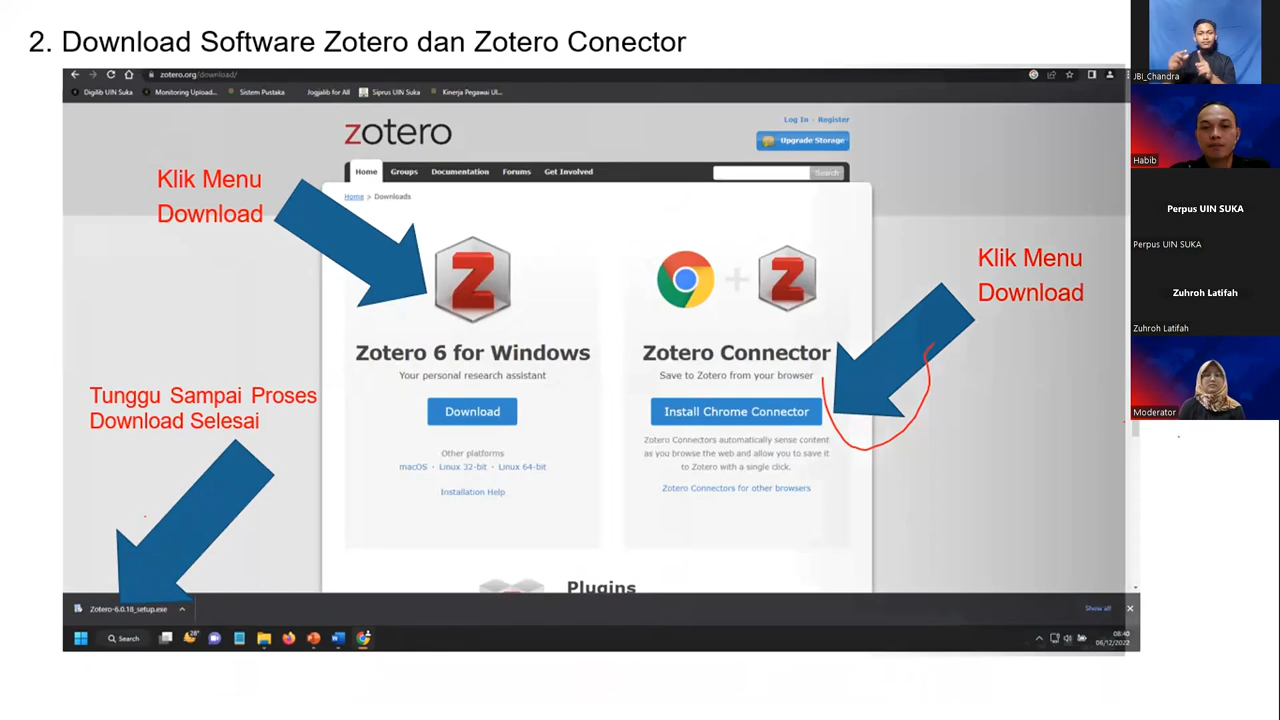 2. Download Software Zotero dan Zotero Conector
zotero.org/download/
Digilib UIN Suka
Monitoring Upload...
Sistem Pustaka
Jogjalib for All
Siprus UIN Suka
Kinerja Pegawai UI...
zotero
Log In · Register
Upgrade Storage
Home
Groups
Documentation
Forums
Get Involved
Search
Home > Downloads
Klik Menu
Download
Klik Menu
Download
Tunggu Sampai Proses
Download Selesai
Zotero 6 for Windows
Your personal research assistant
Download
Other platforms
macOS · Linux 32-bit · Linux 64-bit
Installation Help
Zotero Connector
Save to Zotero from your browser
Install Chrome Connector
Zotero Connectors automatically sense content
as you browse the web and allow you to save it
to Zotero with a single click.
Zotero Connectors for other browsers
Plugins
Zotero-6.0.18_setup.exe
Show all
Search
28°
08:40
06/12/2022
JBI_Chandra
Habib
Perpus UIN SUKA
Perpus UIN SUKA
Zuhroh Latifah
Zuhroh Latifah
Moderator